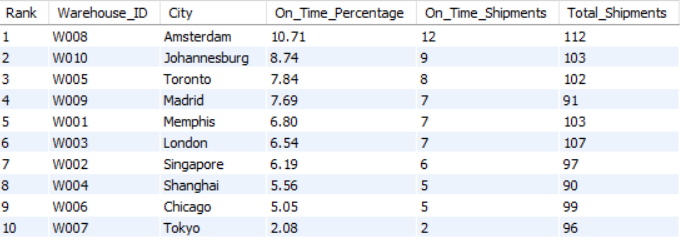 Rank Warehouse_ID City On_Time_Percentage On_Time_Shipments Total_Shipments
1 W008 Amsterdam 10.71 12 112
2 W010 Johannesburg 8.74 9 103
3 W005 Toronto 7.84 8 102
4 W009 Madrid 7.69 7 91
5 W001 Memphis 6.80 7 103
6 W003 London 6.54 7 107
7 W002 Singapore 6.19 6 97
8 W004 Shanghai 5.56 5 90
9 W006 Chicago 5.05 5 99
10 W007 Tokyo 2.08 2 96